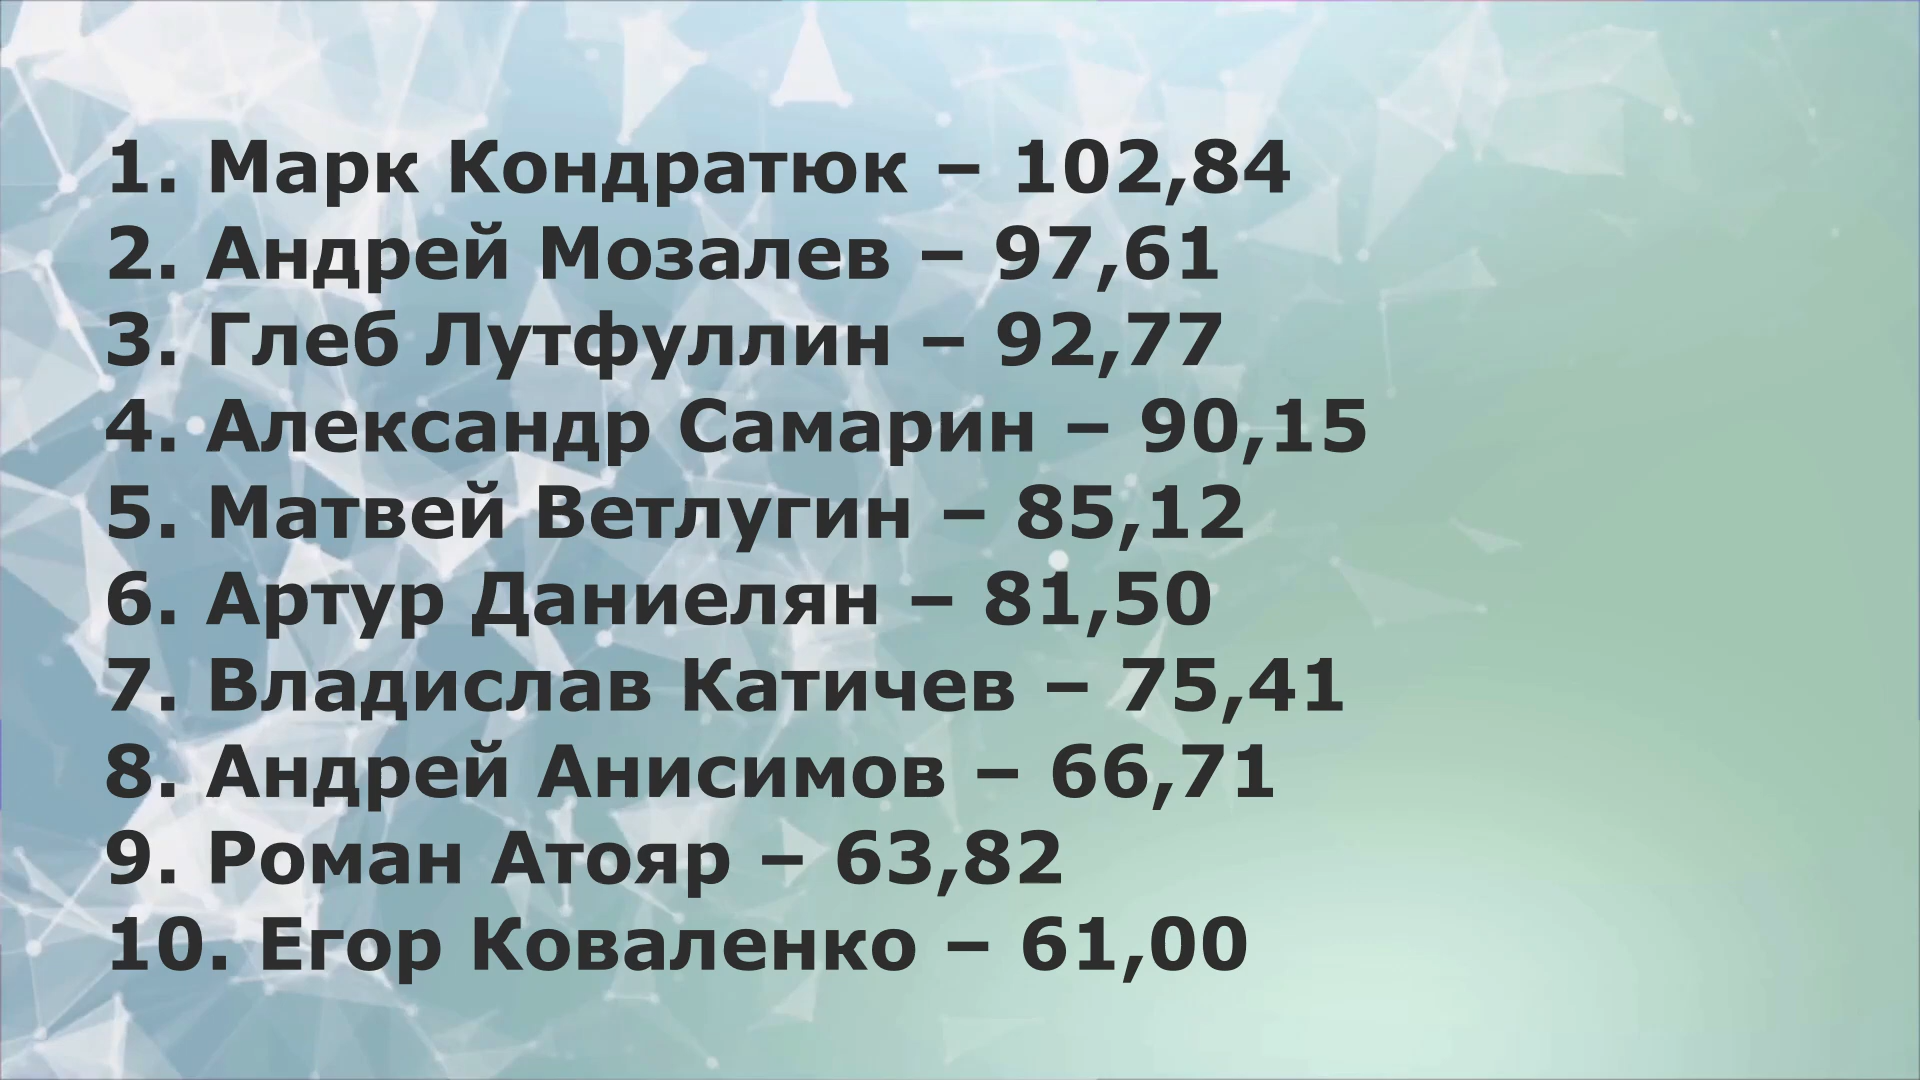 1. Марк Кондратюк – 102,84
2. Андрей Мозалев – 97,61
3. Глеб Лутфуллин – 92,77
4. Александр Самарин – 90,15
5. Матвей Ветлугин – 85,12
6. Артур Даниелян – 81,50
7. Владислав Катичев – 75,41
8. Андрей Анисимов – 66,71
9. Роман Атояр – 63,82
10. Егор Коваленко – 61,00